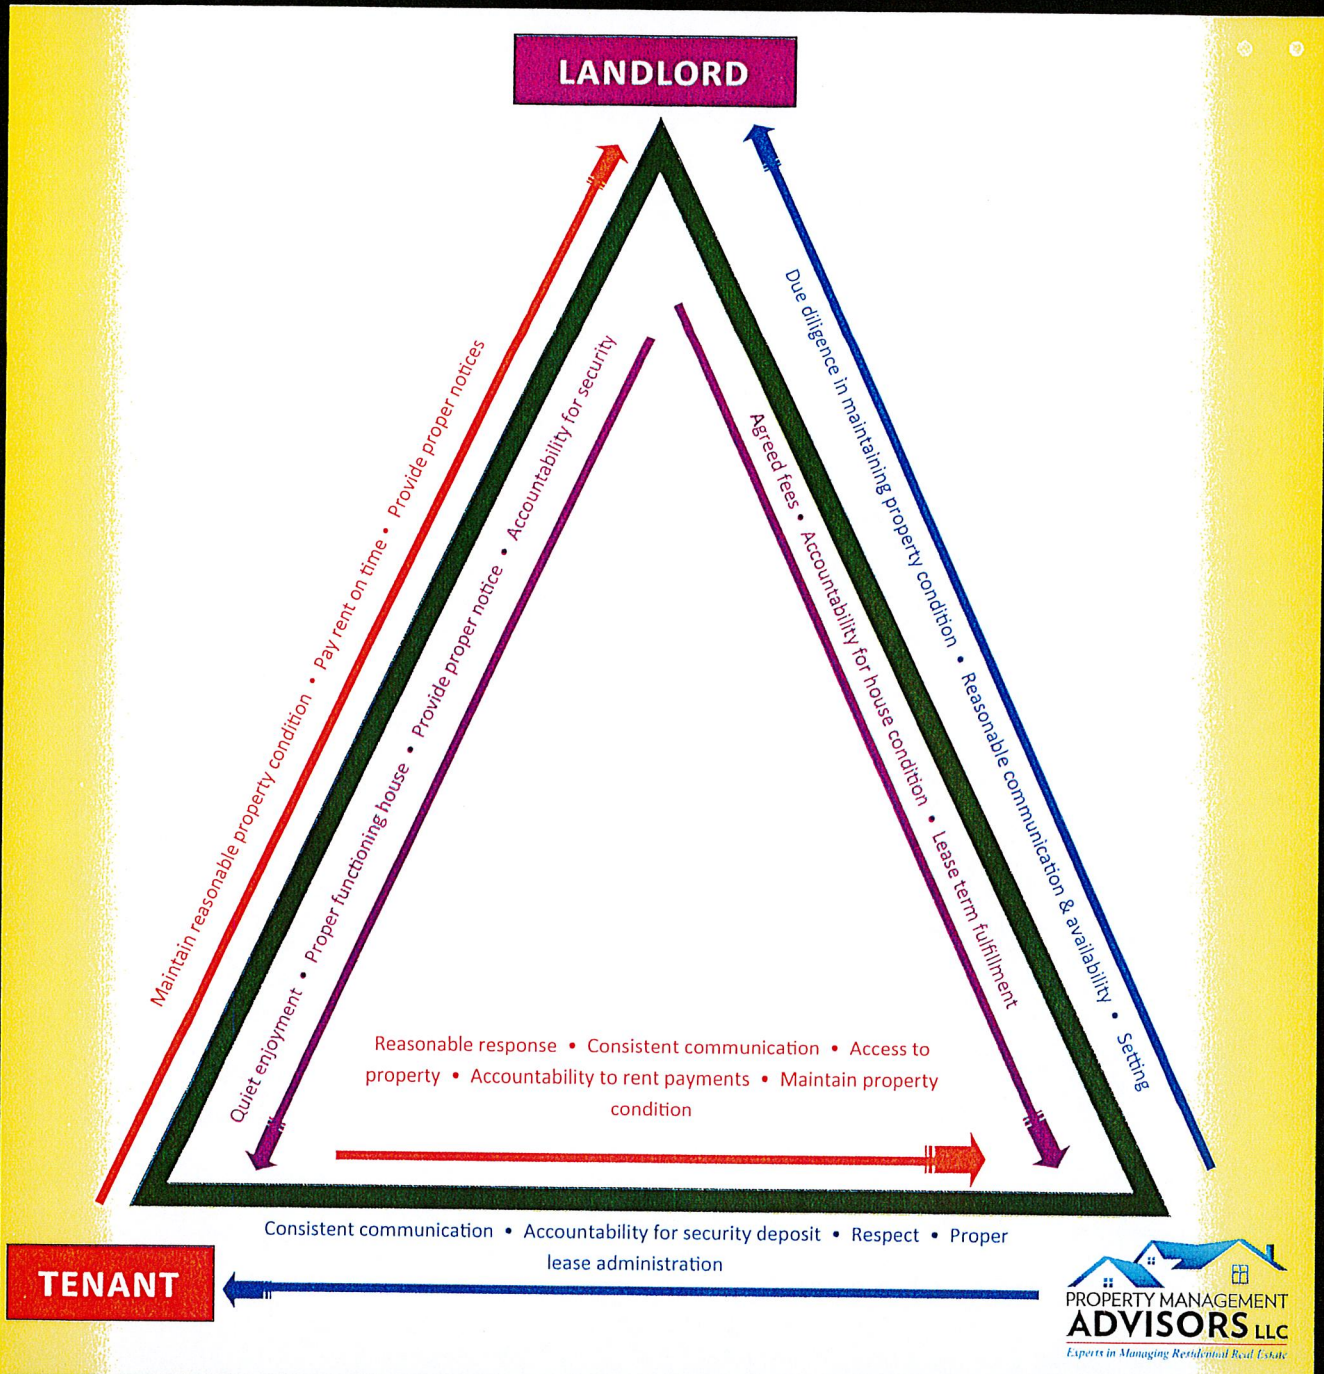 LANDLORD
Maintain reasonable property condition • Pay rent on time • Provide proper notices
Quiet enjoyment • Proper functioning house • Provide proper notice • Accountability for security
Agreed fees • Accountability for house condition • Lease term fulfillment
Due diligence in maintaining property condition • Reasonable communication & availability • Setting
Reasonable response • Consistent communication • Access to
property • Accountability to rent payments • Maintain property
condition
Consistent communication • Accountability for security deposit • Respect • Proper
lease administration
TENANT
PROPERTY MANAGEMENT
ADVISORS LLC
Experts in Managing Residential Real Estate